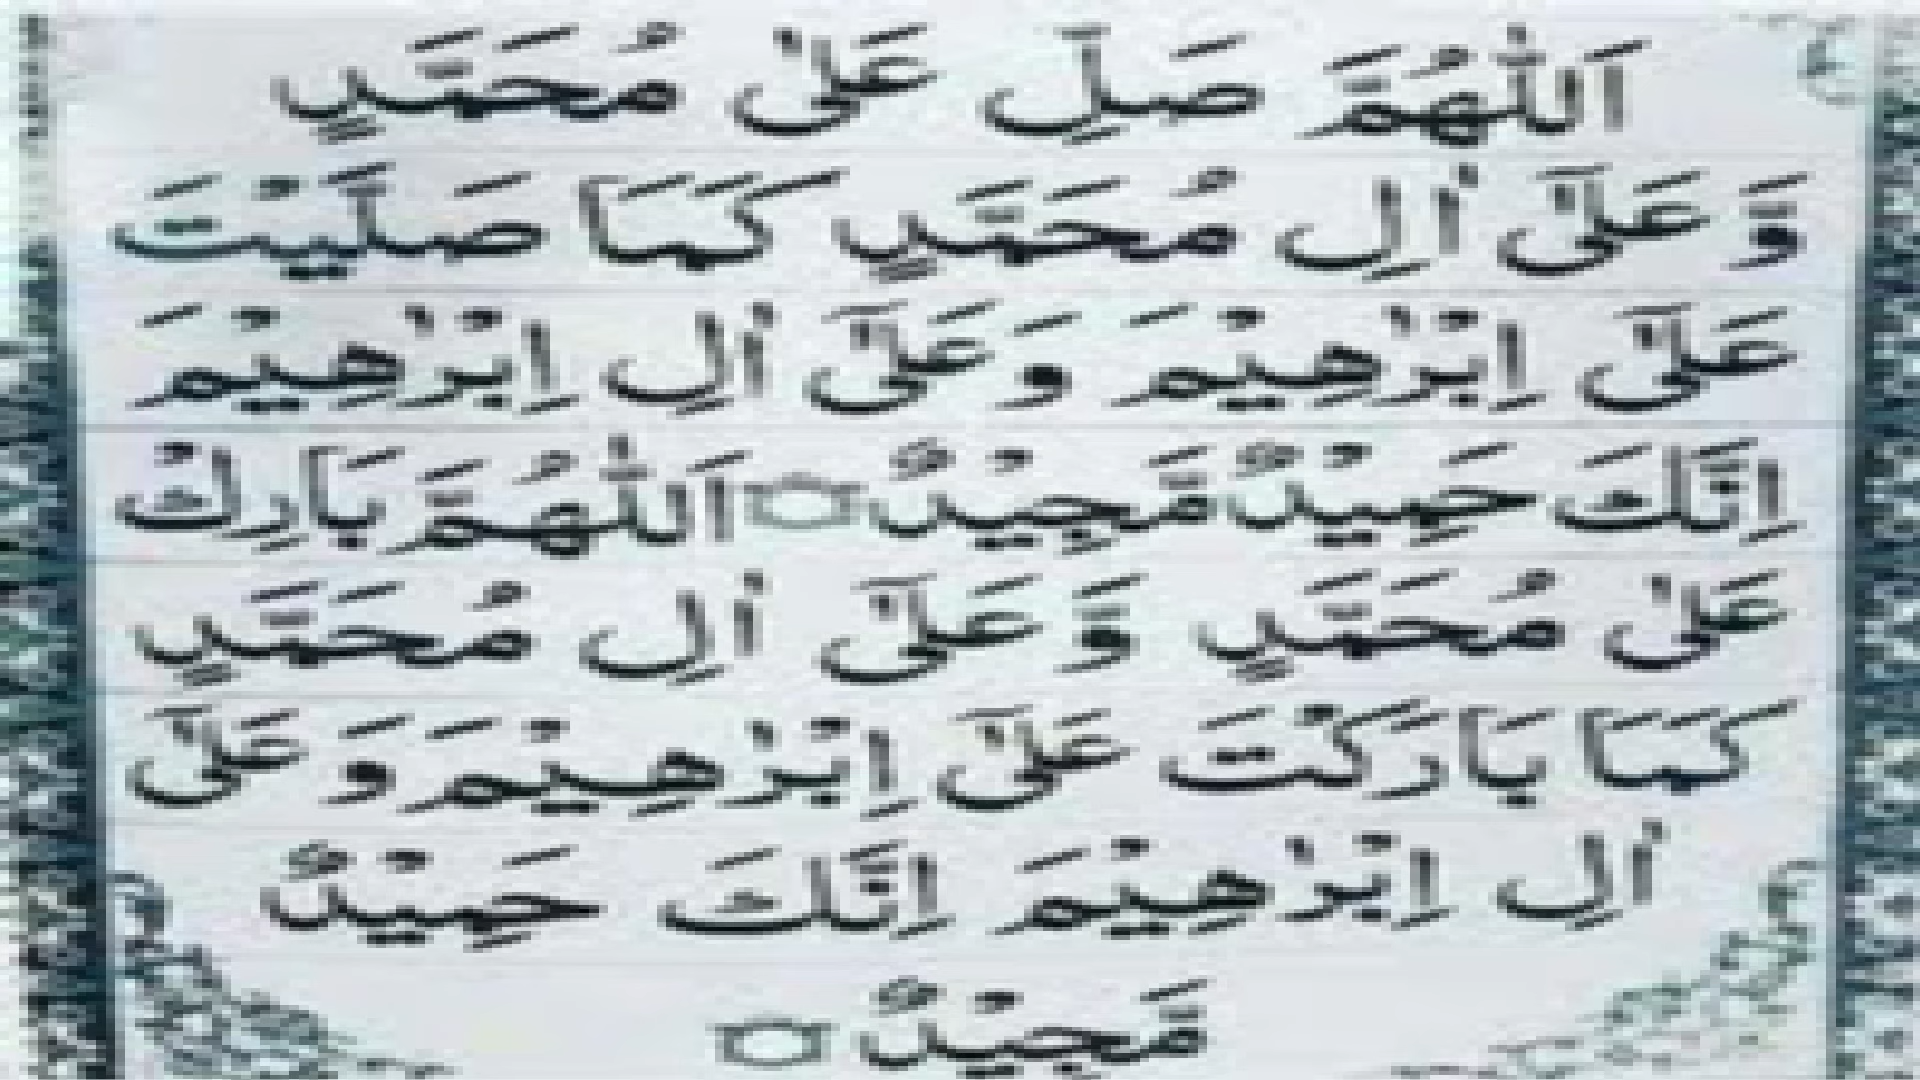 اَللّٰهُمَّ صَلِّ عَلٰى مُحَمَّدٍ
وَّعَلٰٓى اٰلِ مُحَمَّدٍ كَمَا صَلَّيْتَ
عَلٰٓى اِبْرٰهِيْمَ وَعَلٰٓى اٰلِ اِبْرٰهِيْمَ
اِنَّكَ حَمِيْدٌ مَّجِيْدٌ ۝ اَللّٰهُمَّ بَارِكْ
عَلٰى مُحَمَّدٍ وَّعَلٰٓى اٰلِ مُحَمَّدٍ
كَمَا بَارَكْتَ عَلٰٓى اِبْرٰهِيْمَ وَعَلٰٓى
اٰلِ اِبْرٰهِيْمَ اِنَّكَ حَمِيْدٌ
مَّجِيْدٌ ۝